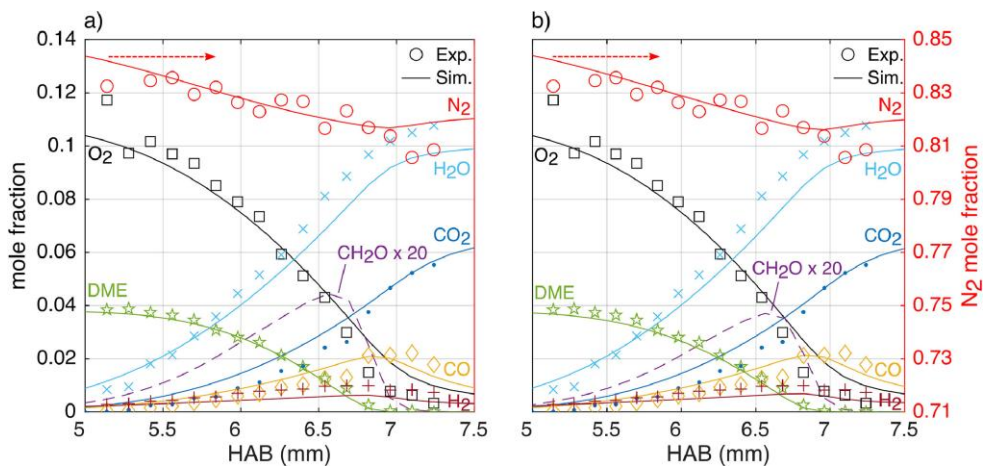 a)
0.14
0.12
0.1
0.08
0.06
0.04
0.02
0
mole fraction
5
5.5
6
6.5
7
7.5
HAB (mm)
Exp.
Sim.
N2
O2
H2O
CO2
CH2O x 20
DME
CO
H2
b)
5
5.5
6
6.5
7
7.5
HAB (mm)
Exp.
Sim.
N2
O2
H2O
CO2
CH2O x 20
DME
CO
H2
0.85
0.83
0.81
0.79
0.77
0.75
0.73
0.71
N2 mole fraction